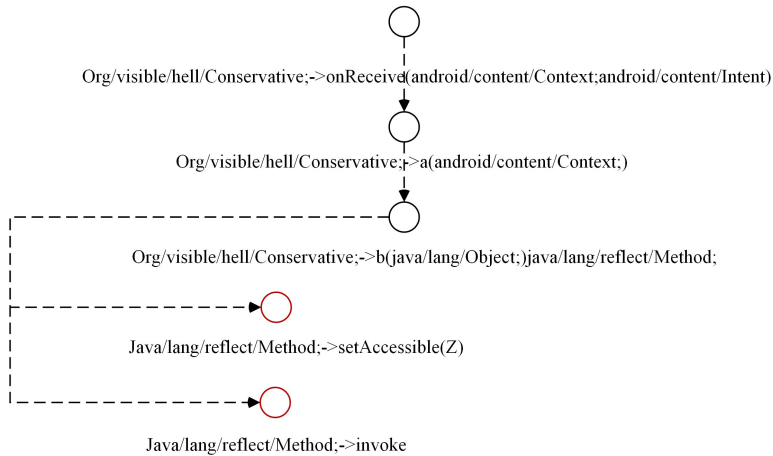 Org/visible/hell/Conservative;->onReceive(android/content/Context;android/content/Intent)
Org/visible/hell/Conservative;->a(android/content/Context;)
Org/visible/hell/Conservative;->b(java/lang/Object;)java/lang/reflect/Method;
Java/lang/reflect/Method;->setAccessible(Z)
Java/lang/reflect/Method;->invoke